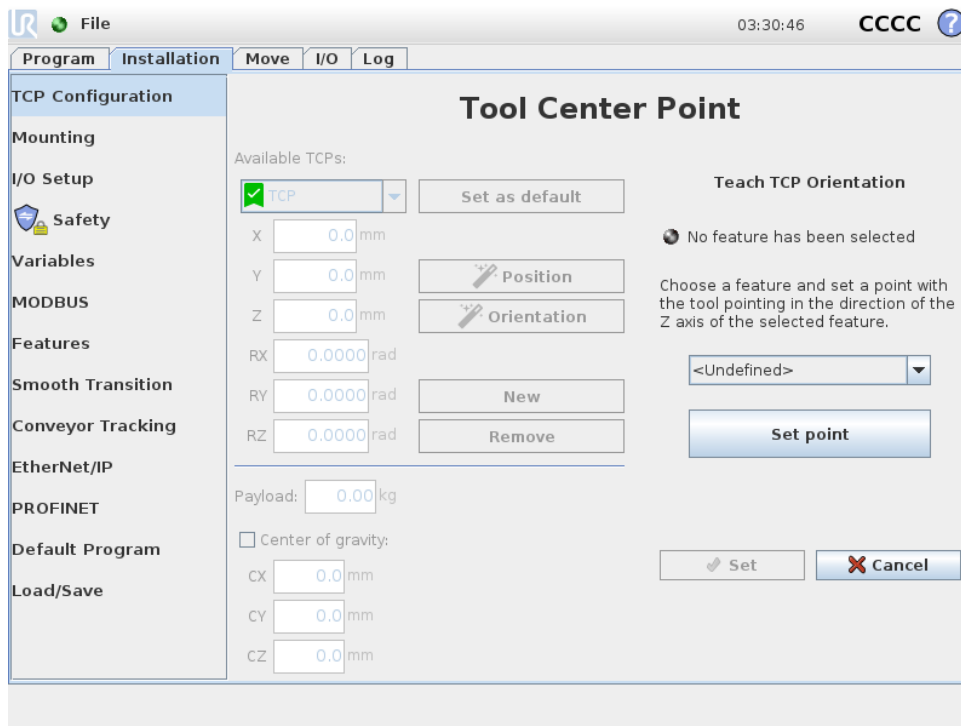 UR File 03:30:46 CCCC ?
Program Installation Move I/O Log
TCP Configuration
Mounting
I/O Setup
Safety
Variables
MODBUS
Features
Smooth Transition
Conveyor Tracking
EtherNet/IP
PROFINET
Default Program
Load/Save
Tool Center Point
Available TCPs:
TCP Set as default
X 0.0 mm
Y 0.0 mm Position
Z 0.0 mm Orientation
RX 0.0000 rad
RY 0.0000 rad New
RZ 0.0000 rad Remove
Payload: 0.00 kg
Center of gravity:
CX 0.0 mm
CY 0.0 mm
CZ 0.0 mm
Teach TCP Orientation
No feature has been selected
Choose a feature and set a point with
the tool pointing in the direction of the
Z axis of the selected feature.
<Undefined>
Set point
Set Cancel